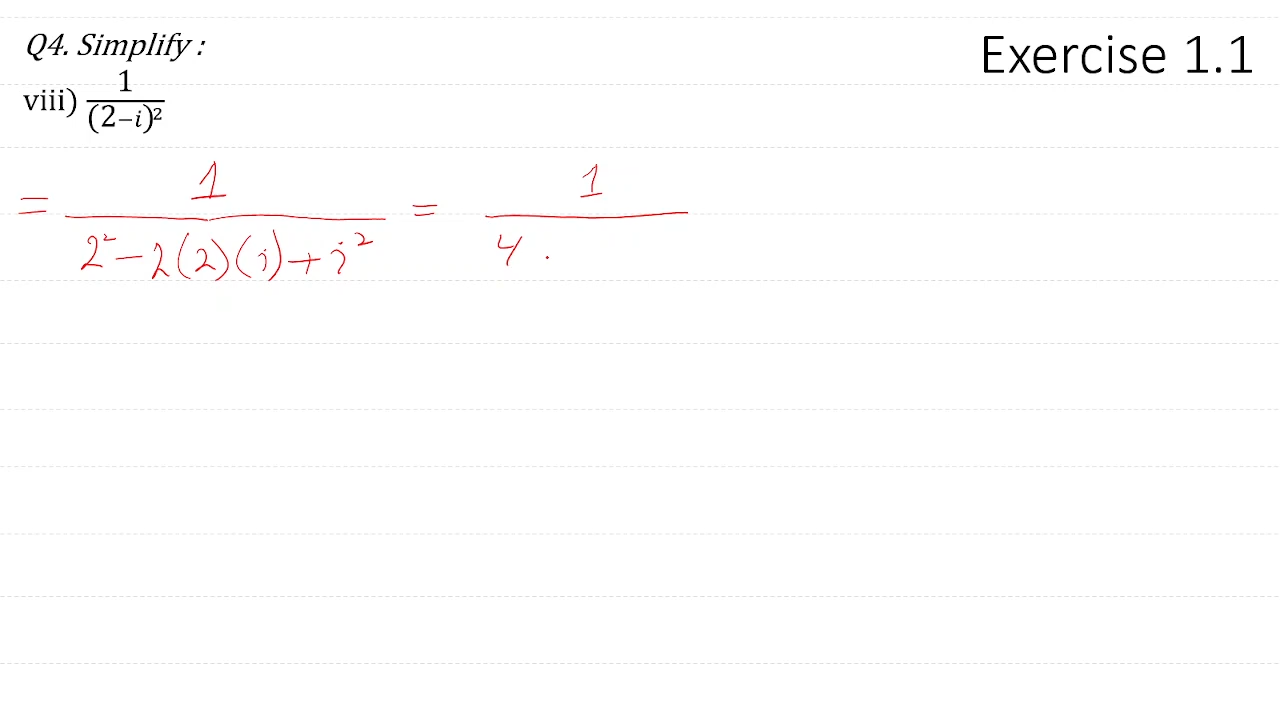 Q4. Simplify :
Exercise 1.1
viii) 1/(2−i)²
= 1/(2² − 2(2)(i) + i²) = 1/(4 .